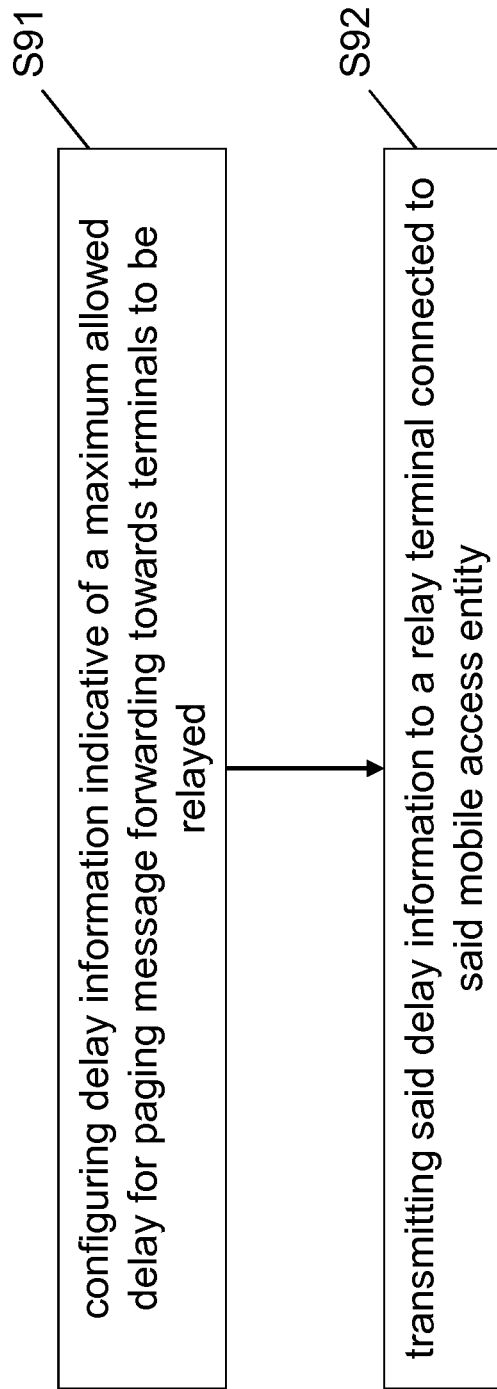 S91
configuring delay information indicative of a maximum allowed
delay for paging message forwarding towards terminals to be
relayed
S92
transmitting said delay information to a relay terminal connected to
said mobile access entity